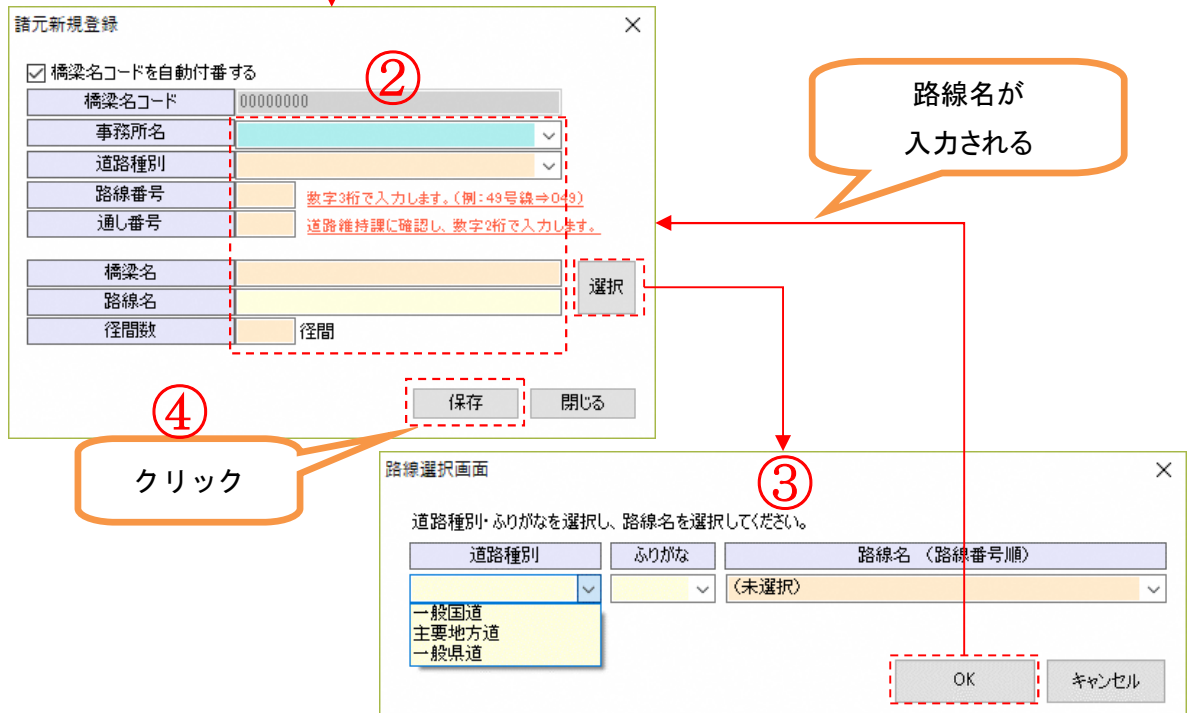 諸元新規登録
橋梁名コードを自動付番する
②
橋梁名コード 00000000
事務所名
道路種別
路線番号 数字3桁で入力します。(例:49号線⇒049)
通し番号 道路維持課に確認し、数字2桁で入力します。
橋梁名
選択
路線名
径間数 径間
保存 閉じる
路線名が
入力される
④
クリック
③
路線選択画面
道路種別・ふりがなを選択し、路線名を選択してください。
道路種別 ふりがな 路線名 (路線番号順)
(未選択)
一般国道
主要地方道
一般県道
OK キャンセル